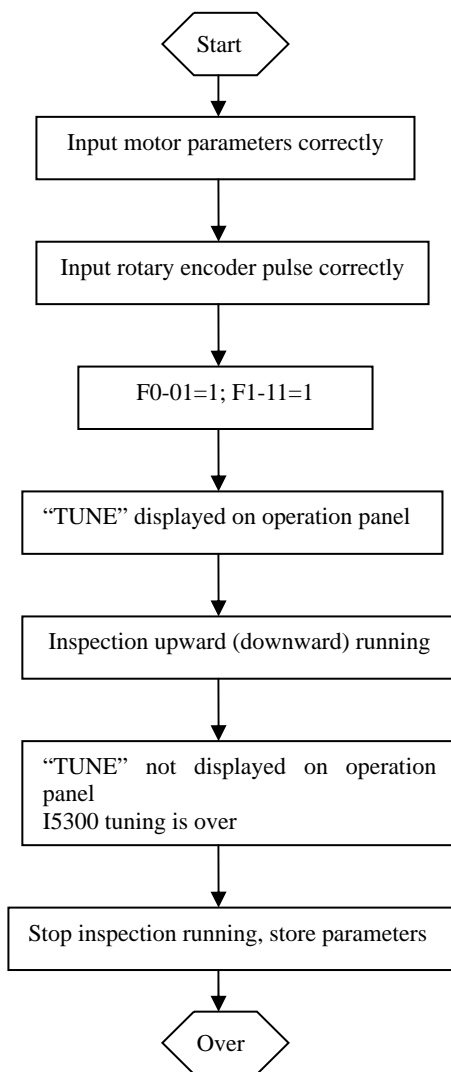 Start
Input motor parameters correctly
Input rotary encoder pulse correctly
F0-01=1; F1-11=1
“TUNE” displayed on operation panel
Inspection upward (downward) running
“TUNE” not displayed on operation
panel
I5300 tuning is over
Stop inspection running, store parameters
Over